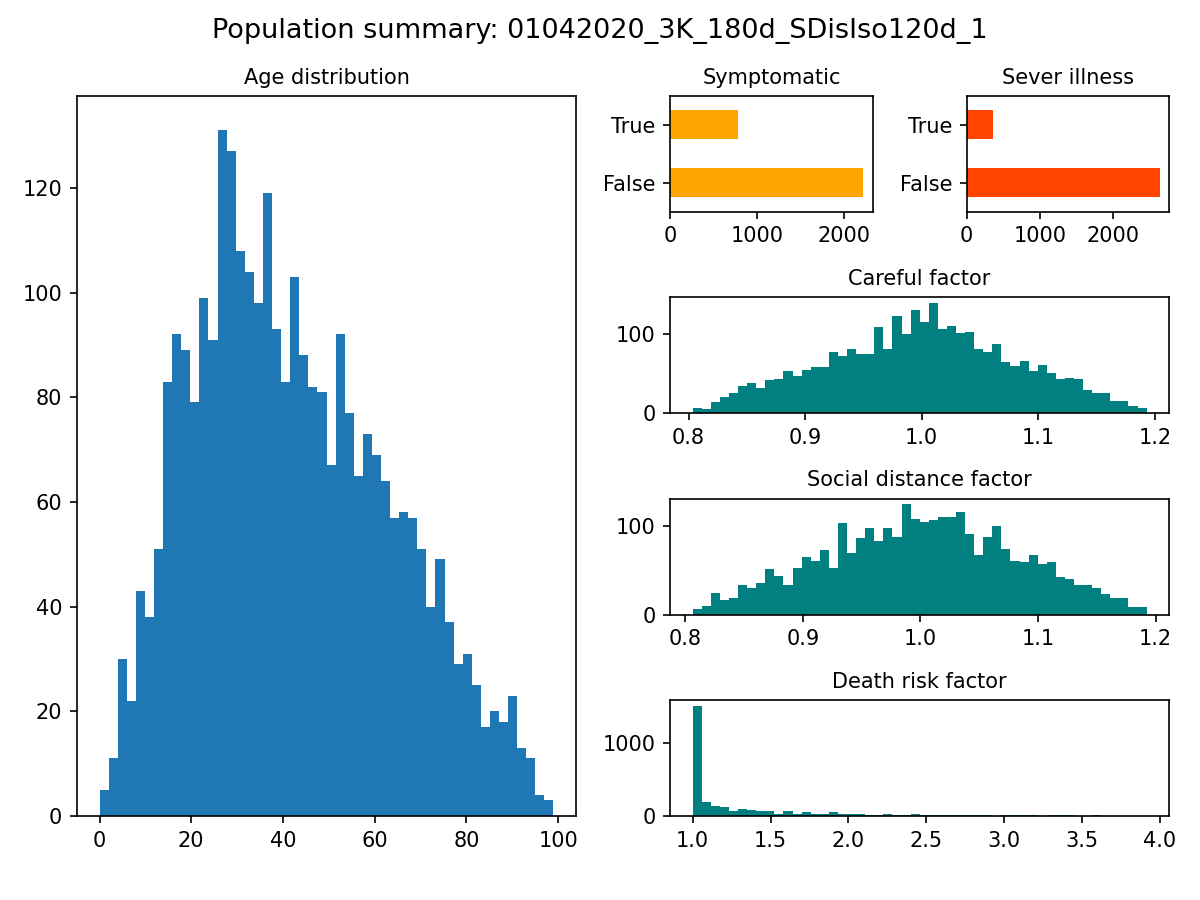 Population summary: 01042020_3K_180d_SDisIso120d_1
Age distribution
120
100
80
60
40
20
0
0 20 40 60 80 100
Symptomatic
True
False
0 1000 2000
Sever illness
True
False
0 1000 2000
Careful factor
100
0
0.8 0.9 1.0 1.1 1.2
Social distance factor
100
0
0.8 0.9 1.0 1.1 1.2
Death risk factor
1000
0
1.0 1.5 2.0 2.5 3.0 3.5 4.0